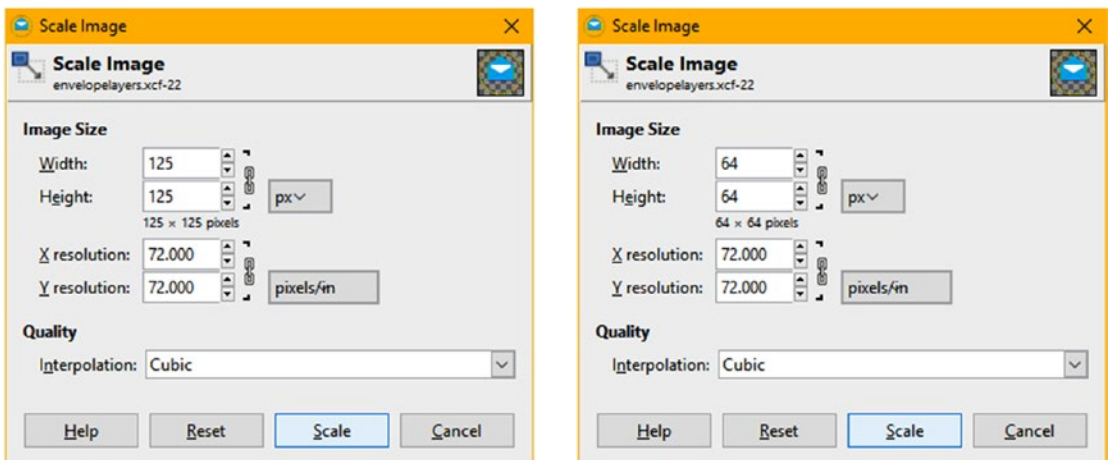 Scale Image
Scale Image
envelopelayers.xcf-22
Image Size
Width: 125
Height: 125 px
125 × 125 pixels
X resolution: 72.000
Y resolution: 72.000 pixels/in
Quality
Interpolation: Cubic
Help Reset Scale Cancel
Scale Image
Scale Image
envelopelayers.xcf-22
Image Size
Width: 64
Height: 64 px
64 × 64 pixels
X resolution: 72.000
Y resolution: 72.000 pixels/in
Quality
Interpolation: Cubic
Help Reset Scale Cancel